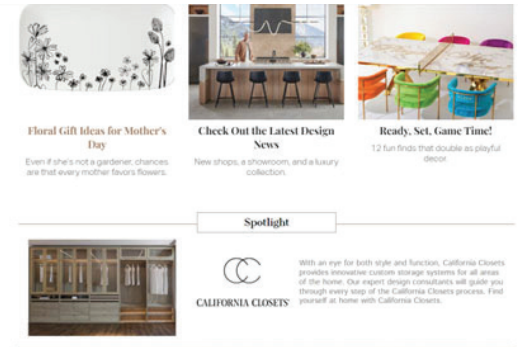 Floral Gift Ideas for Mother's
Day
Even if she's not a gardener, chances
are that every mother favors flowers.
Check Out the Latest Design
News
New shops, a showroom, and a luxury
collection.
Ready, Set, Game Time!
12 fun finds that double as playful
decor
Spotlight
CALIFORNIA CLOSETS
With an eye for both style and function, California Closets
provides innovative custom storage systems for all areas
of the home. Our expert design consultants will guide you
through every step of the California Closets process. Find
yourself at home with California Closets.